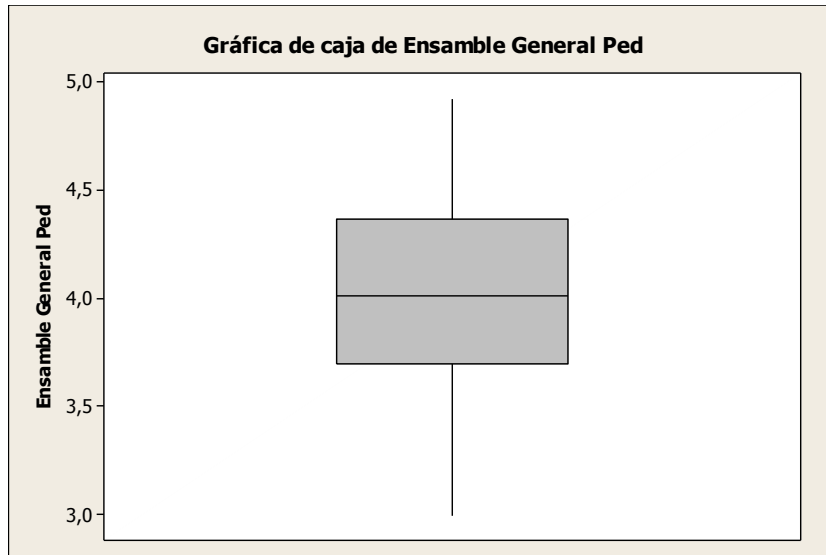 Gráfica de caja de Ensamble General Ped
Ensamble General Ped
5,0
4,5
4,0
3,5
3,0